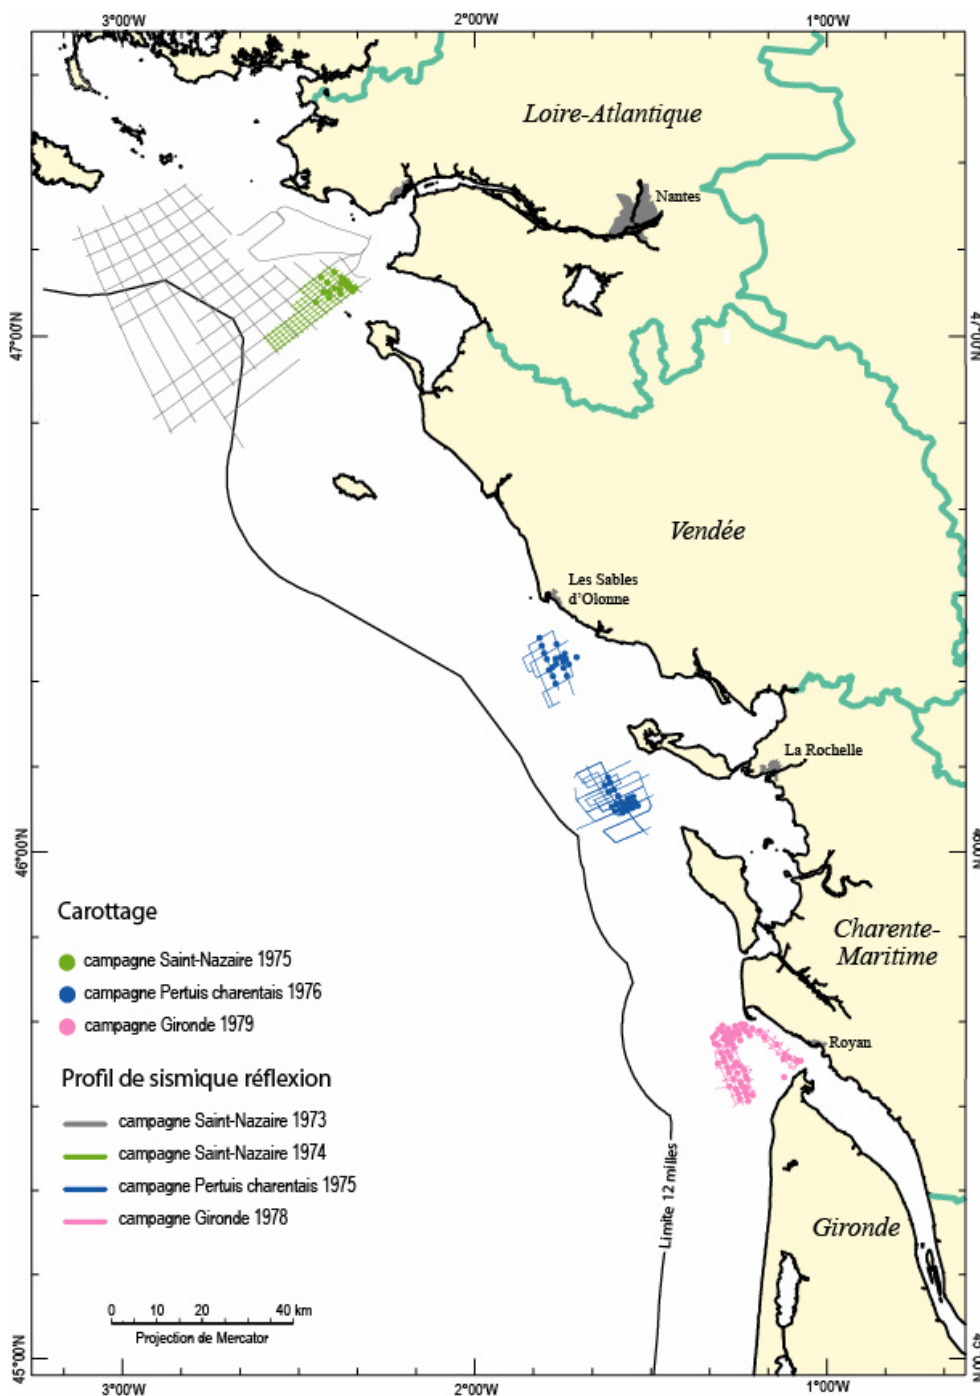 3°00'W
2°00'W
1°00'W
Loire-Atlantique
Nantes
47°00'N
47°00'N
Vendée
Les Sables
d'Olonne
La Rochelle
46°00'N
Carottage
campagne Saint-Nazaire 1975
campagne Pertuis charentais 1976
campagne Gironde 1979
Charente-
Maritime
Royan
Profil de sismique réflexion
campagne Saint-Nazaire 1973
campagne Saint-Nazaire 1974
campagne Pertuis charentais 1975
campagne Gironde 1978
Limite 12 milles
Gironde
0 10 20 40 km
Projection de Mercator
45°00'N
3°00'W
2°00'W
1°00'W